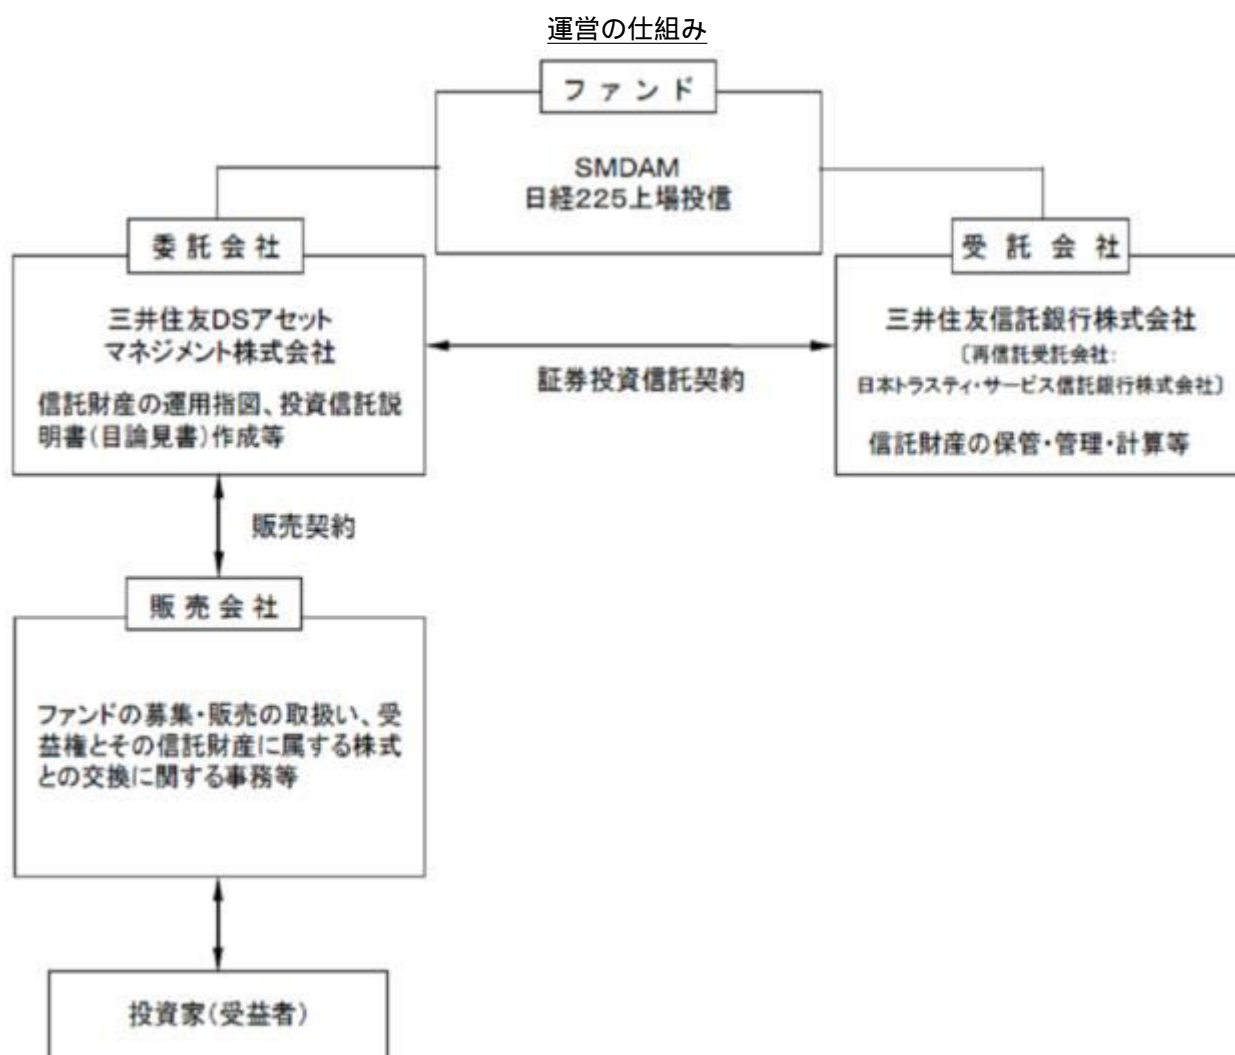 運営の仕組み
ファンド
SMDAM
日経225上場投信
委託会社
三井住友DSアセット
マネジメント株式会社
信託財産の運用指図、投資信託説
明書(目論見書)作成等
証券投資信託契約
受託会社
三井住友信託銀行株式会社
〔再信託受託会社:
日本トラスティ・サービス信託銀行株式会社〕
信託財産の保管・管理・計算等
販売契約
販売会社
ファンドの募集・販売の取扱い、受
益権とその信託財産に属する株式
との交換に関する事務等
投資家(受益者)